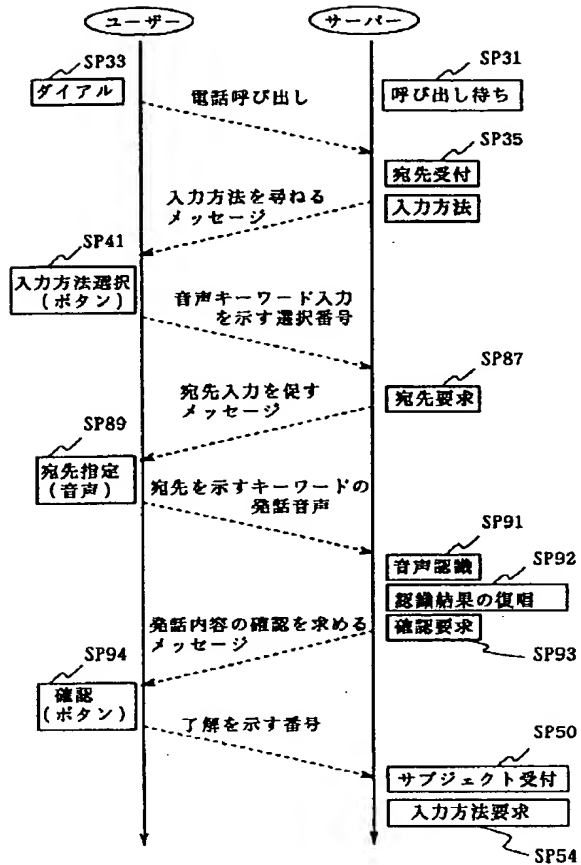 ユーザー
サーバー
SP33
ダイアル
電話呼び出し
SP31
呼び出し待ち
SP35
宛先受付
入力方法
入力方法を尋ねる
メッセージ
SP41
入力方法選択
(ボタン)
音声キーワード入力
を示す選択番号
SP87
宛先要求
宛先入力を促す
メッセージ
SP89
宛先指定
(音声)
宛先を示すキーワードの
発話音声
SP91
音声認識
SP92
認識結果の復唱
確認要求
SP93
発話内容の確認を求める
メッセージ
SP94
確認
(ボタン)
了解を示す番号
SP50
サブジェクト受付
入力方法要求
SP54